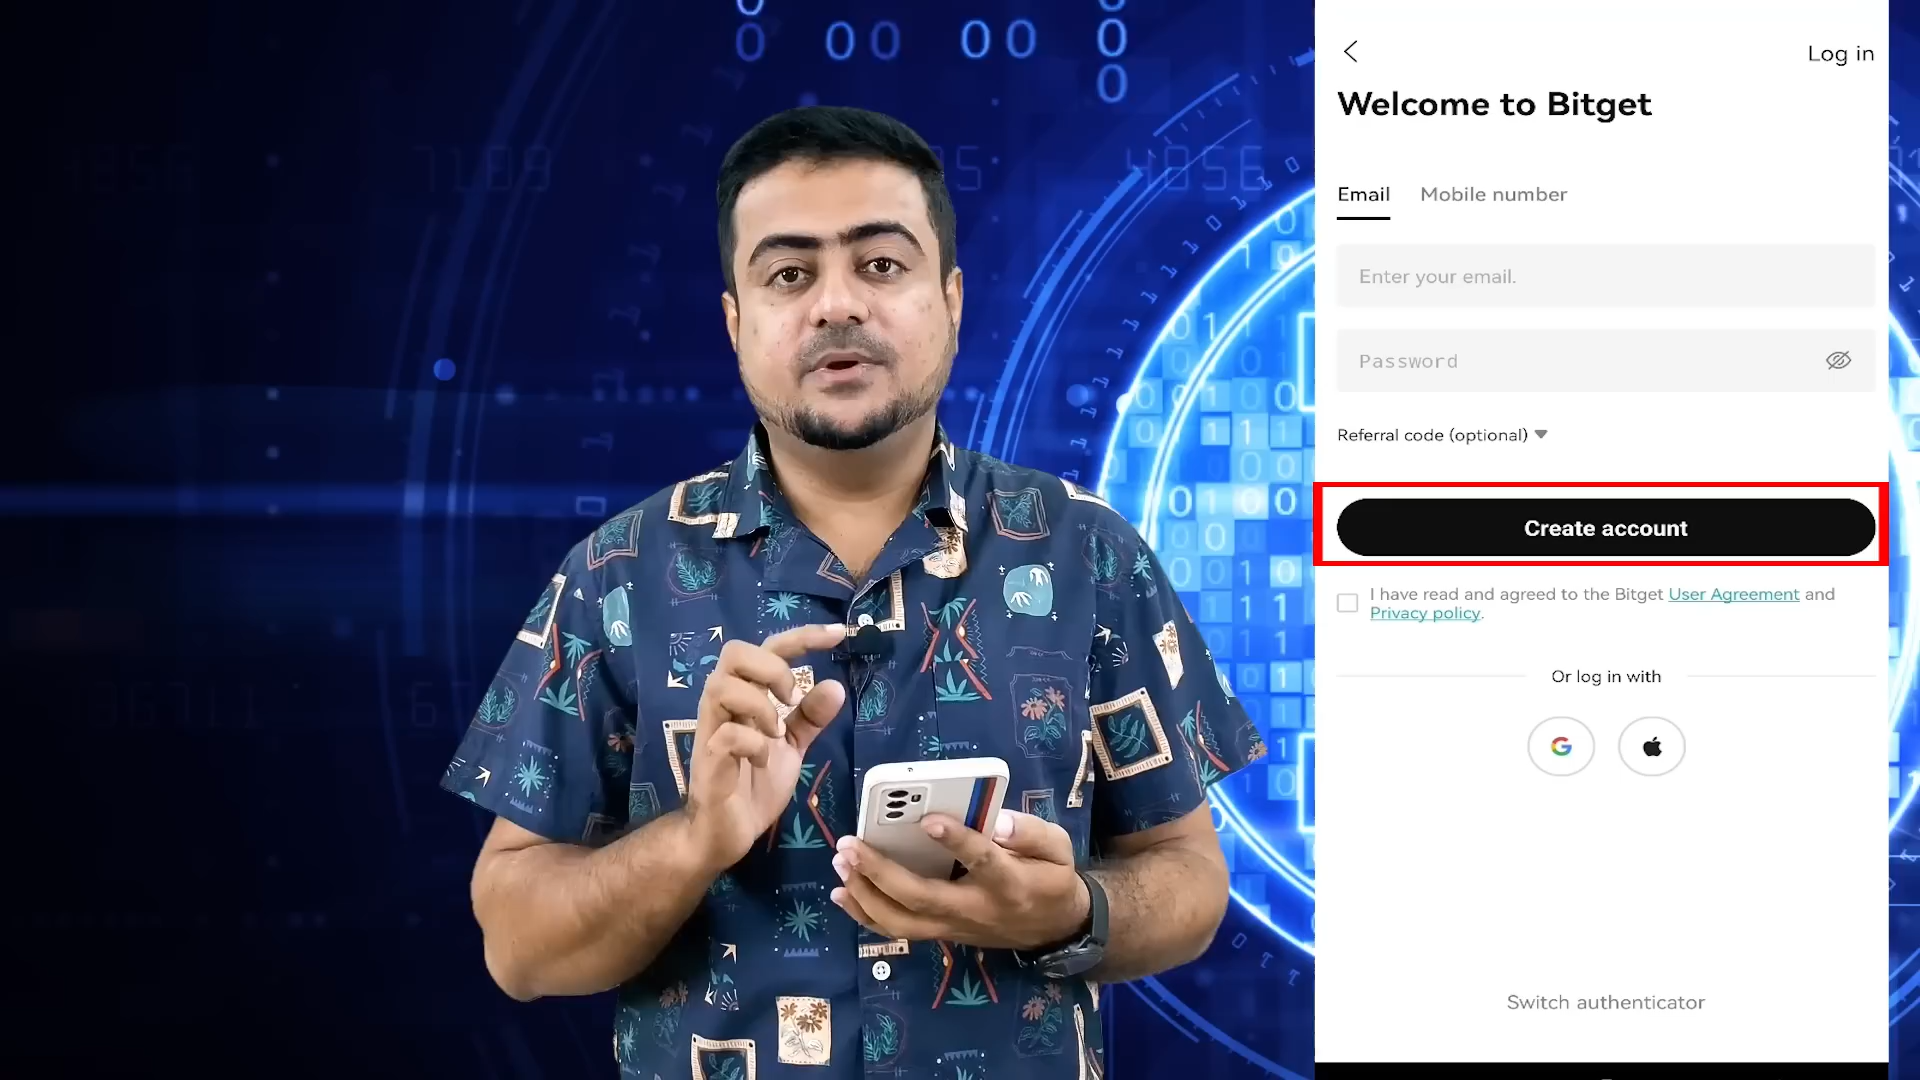 Log in
Welcome to Bitget
Email Mobile number
Enter your email.
Password
Referral code (optional)
Create account
I have read and agreed to the Bitget User Agreement and
Privacy policy.
Or log in with
Switch authenticator